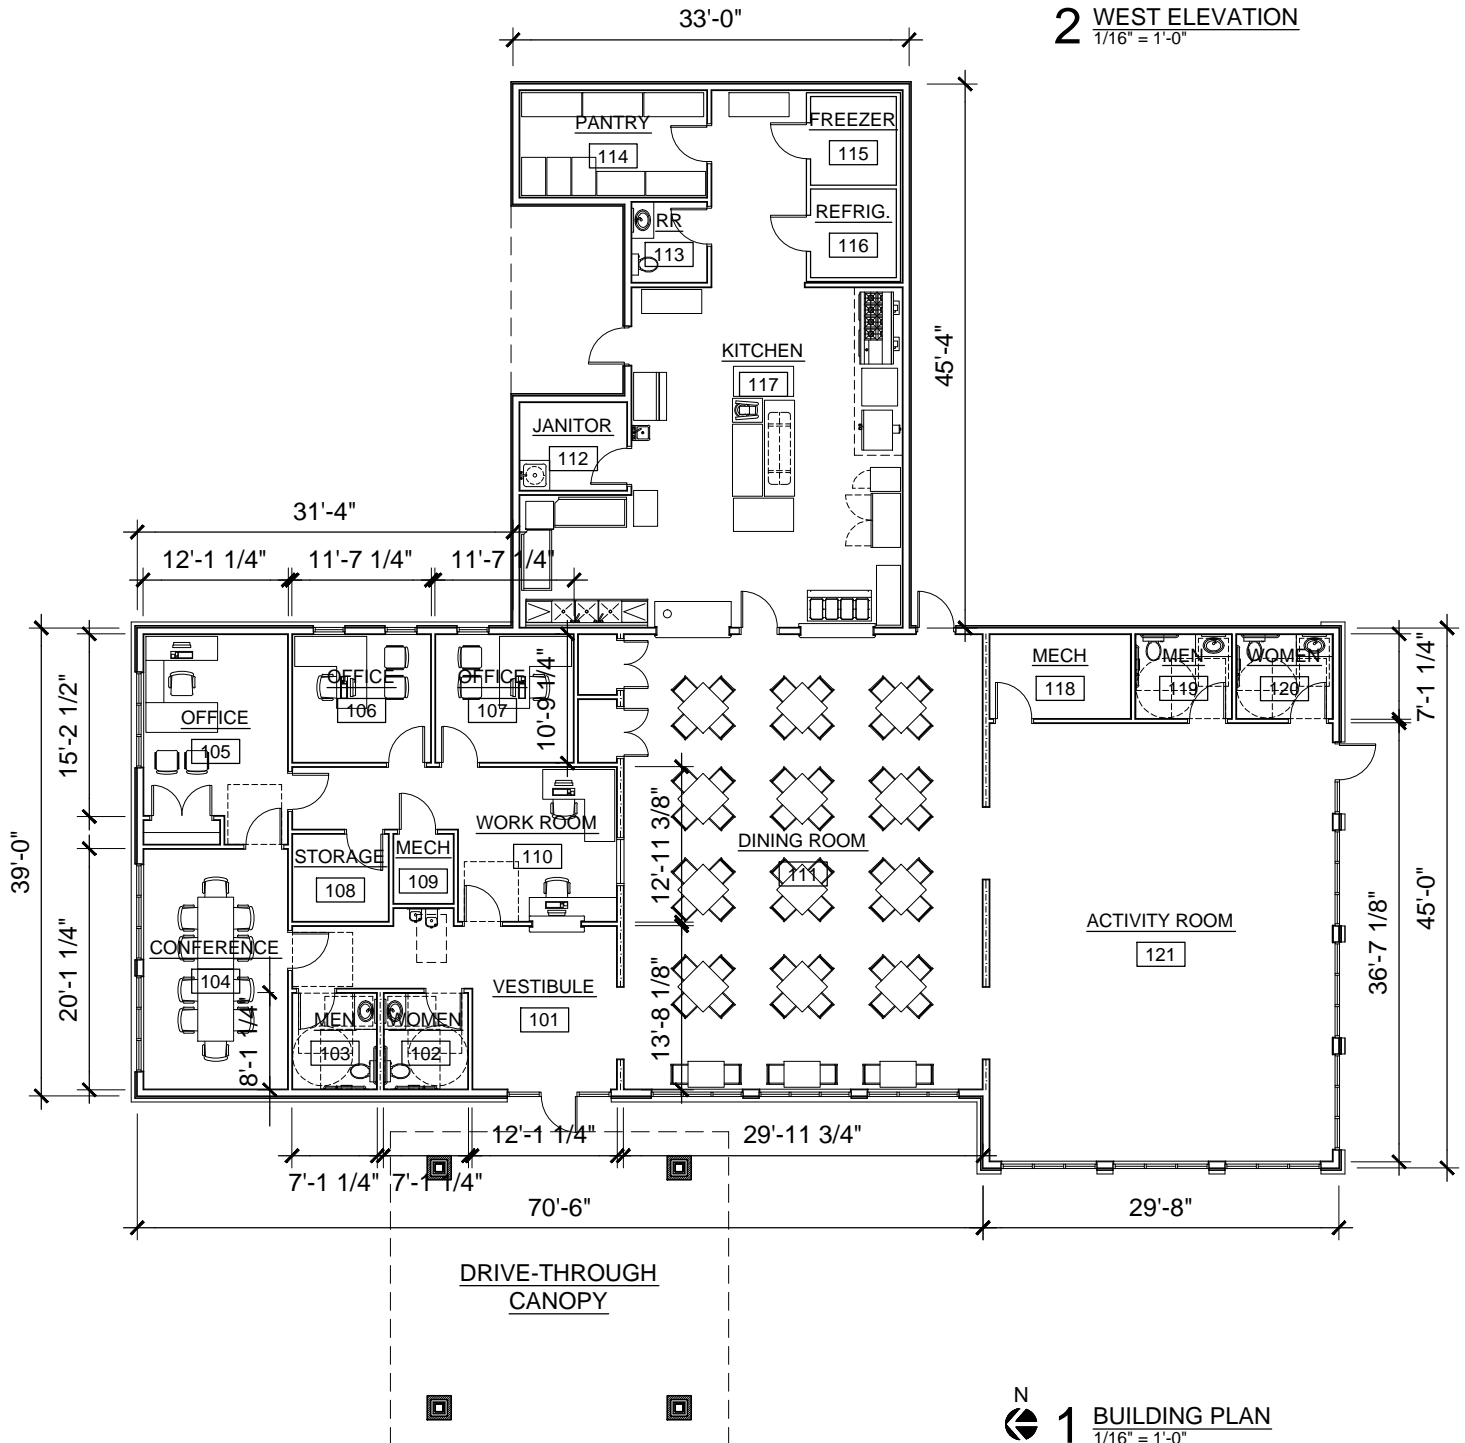 33'-0"
2 WEST ELEVATION
1/16" = 1'-0"
PANTRY
114
FREEZER
115
RR
113
REFRIG.
116
45'-4"
KITCHEN
117
JANITOR
112
31'-4"
12'-1 1/4" 11'-7 1/4" 11'-7 1/4"
15'-2 1/2"
39'-0"
20'-1 1/4"
OFFICE
105
OFFICE
106
OFFICE
107
10'-9 1/4"
MECH
118
MEN
119
WOMEN
120
7'-1 1/4"
WORK ROOM
110
STORAGE
108
MECH
109
12'-11 3/8"
DINING ROOM
111
CONFERENCE
104
8'-1 1/4"
VESTIBULE
101
MEN
103
WOMEN
102
13'-8 1/8"
ACTIVITY ROOM
121
36'-7 1/8"
45'-0"
12'-1 1/4" 29'-11 3/4"
7'-1 1/4" 7'-1 1/4"
70'-6" 29'-8"
DRIVE-THROUGH
CANOPY
N
1 BUILDING PLAN
1/16" = 1'-0"